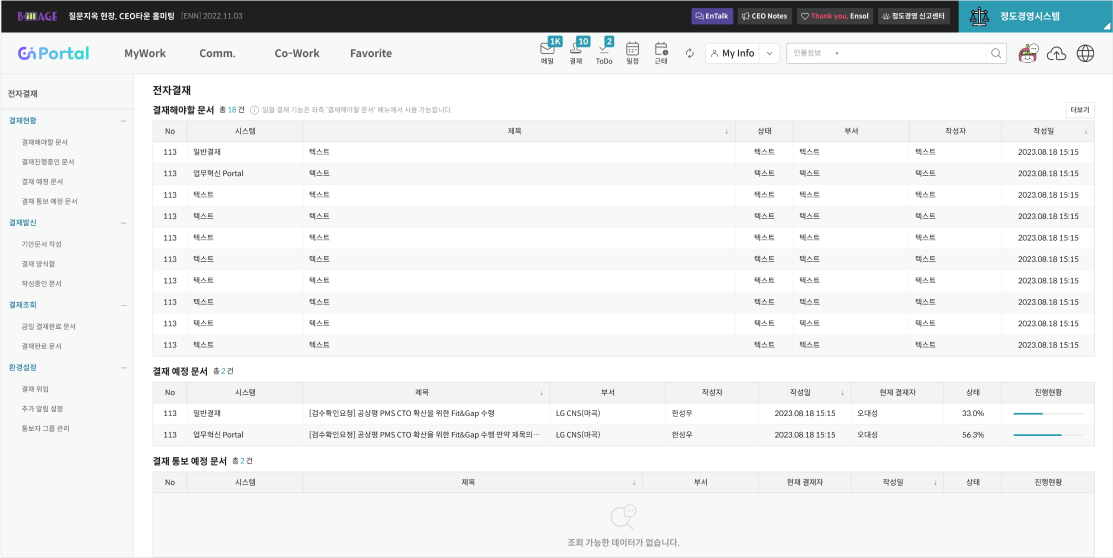 BillAGE 질문지옥 현장, CEO타운 홀미팅 [ENN] 2022.11.03 EnTalk CEO Notes Thank you, Ensol 정도경영 신고센터 정도경영시스템
Portal MyWork Comm. Co-Work Favorite 1K 메일 10 결재 2 ToDo 일정 근태 My Info 인물정보
전자결재
결재현황
결재해야할 문서
결재진행중인 문서
결재 예정 문서
결재 통보 예정 문서
결재발신
기안문서 작성
결재 양식함
작성중인 문서
결재조회
금일 결재완료 문서
결재완료 문서
환경설정
결재 위임
추가 알림 설정
통보자 그룹 관리
전자결재
결재해야할 문서 총 18 건 일괄 결재 기능은 좌측 '결재해야할 문서' 메뉴에서 사용 가능합니다. 더보기
No 시스템 제목 ↓ 상태 부서 작성자 작성일 ↓
113 일반결재 텍스트 텍스트 텍스트 텍스트 2023.08.18 15:15
113 업무혁신 Portal 텍스트 텍스트 텍스트 텍스트 2023.08.18 15:15
113 텍스트 텍스트 텍스트 텍스트 텍스트 2023.08.18 15:15
113 텍스트 텍스트 텍스트 텍스트 텍스트 2023.08.18 15:15
113 텍스트 텍스트 텍스트 텍스트 텍스트 2023.08.18 15:15
113 텍스트 텍스트 텍스트 텍스트 텍스트 2023.08.18 15:15
113 텍스트 텍스트 텍스트 텍스트 텍스트 2023.08.18 15:15
113 텍스트 텍스트 텍스트 텍스트 텍스트 2023.08.18 15:15
113 텍스트 텍스트 텍스트 텍스트 텍스트 2023.08.18 15:15
113 텍스트 텍스트 텍스트 텍스트 텍스트 2023.08.18 15:15
결재 예정 문서 총 2 건
No 시스템 제목 ↓ 부서 작성자 작성일 ↓ 현재 결재자 상태 진행현황
113 일반결재 [검수확인요청] 공상평 PMS CTO 확산을 위한 Fit&Gap 수행 LG CNS(마곡) 한성우 2023.08.18 15:15 오대성 33.0%
113 업무혁신 Portal [검수확인요청] 공상평 PMS CTO 확산을 위한 Fit&Gap 수행 만약 제목의… LG CNS(마곡) 한성우 2023.08.18 15:15 오대성 56.3%
결재 통보 예정 문서 총 2 건
No 시스템 제목 ↓ 부서 현재 결재자 작성일 ↓ 상태 진행현황
조회 가능한 데이터가 없습니다.